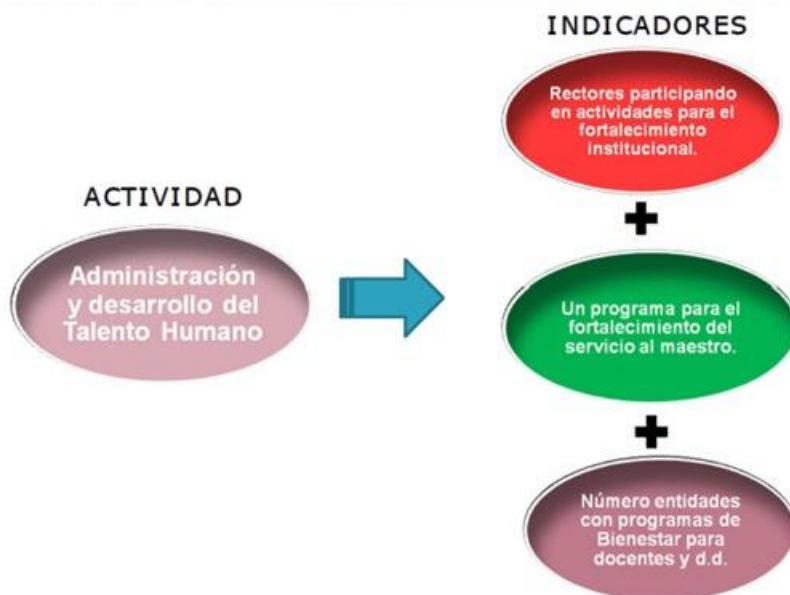 INDICADORES
Rectores participando
en actividades para el
fortalecimiento
institucional.
ACTIVIDAD
Administración
y desarrollo del
Talento Humano
Un programa para el
fortalecimiento del
servicio al maestro.
Número entidades
con programas de
Bienestar para
docentes y d.d.